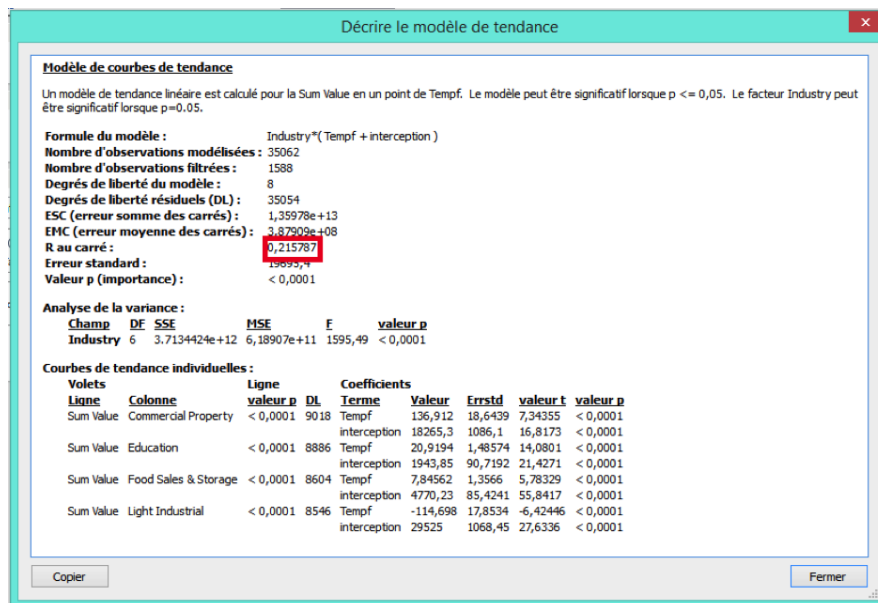 Décrire le modèle de tendance
Modèle de courbes de tendance
Un modèle de tendance linéaire est calculé pour la Sum Value en un point de Tempf. Le modèle peut être significatif lorsque p <= 0,05. Le facteur Industry peut
être significatif lorsque p=0.05.
Formule du modèle : Industry*( Tempf + interception )
Nombre d'observations modélisées : 35062
Nombre d'observations filtrées : 1588
Degrés de liberté du modèle : 8
Degrés de liberté résiduels (DL) : 35054
ESC (erreur somme des carrés) : 1,35978e+13
EMC (erreur moyenne des carrés) : 3,87909e+08
R au carré : 0,215787
Erreur standard : 19695,4
Valeur p (importance) : < 0,0001
Analyse de la variance :
Champ DF SSE MSE F valeur p
Industry 6 3.7134424e+12 6,18907e+11 1595,49 < 0,0001
Courbes de tendance individuelles :
Volets Ligne Coefficients
Ligne Colonne valeur p DL Terme Valeur Errstd valeur t valeur p
Sum Value Commercial Property < 0,0001 9018 Tempf 136,912 18,6439 7,34355 < 0,0001
interception 18265,3 1086,1 16,8173 < 0,0001
Sum Value Education < 0,0001 8886 Tempf 20,9194 1,48574 14,0801 < 0,0001
interception 1943,85 90,7192 21,4271 < 0,0001
Sum Value Food Sales & Storage < 0,0001 8604 Tempf 7,84562 1,3566 5,78329 < 0,0001
interception 4770,23 85,4241 55,8417 < 0,0001
Sum Value Light Industrial < 0,0001 8546 Tempf -114,698 17,8534 -6,42446 < 0,0001
interception 29525 1068,45 27,6336 < 0,0001
Copier Fermer